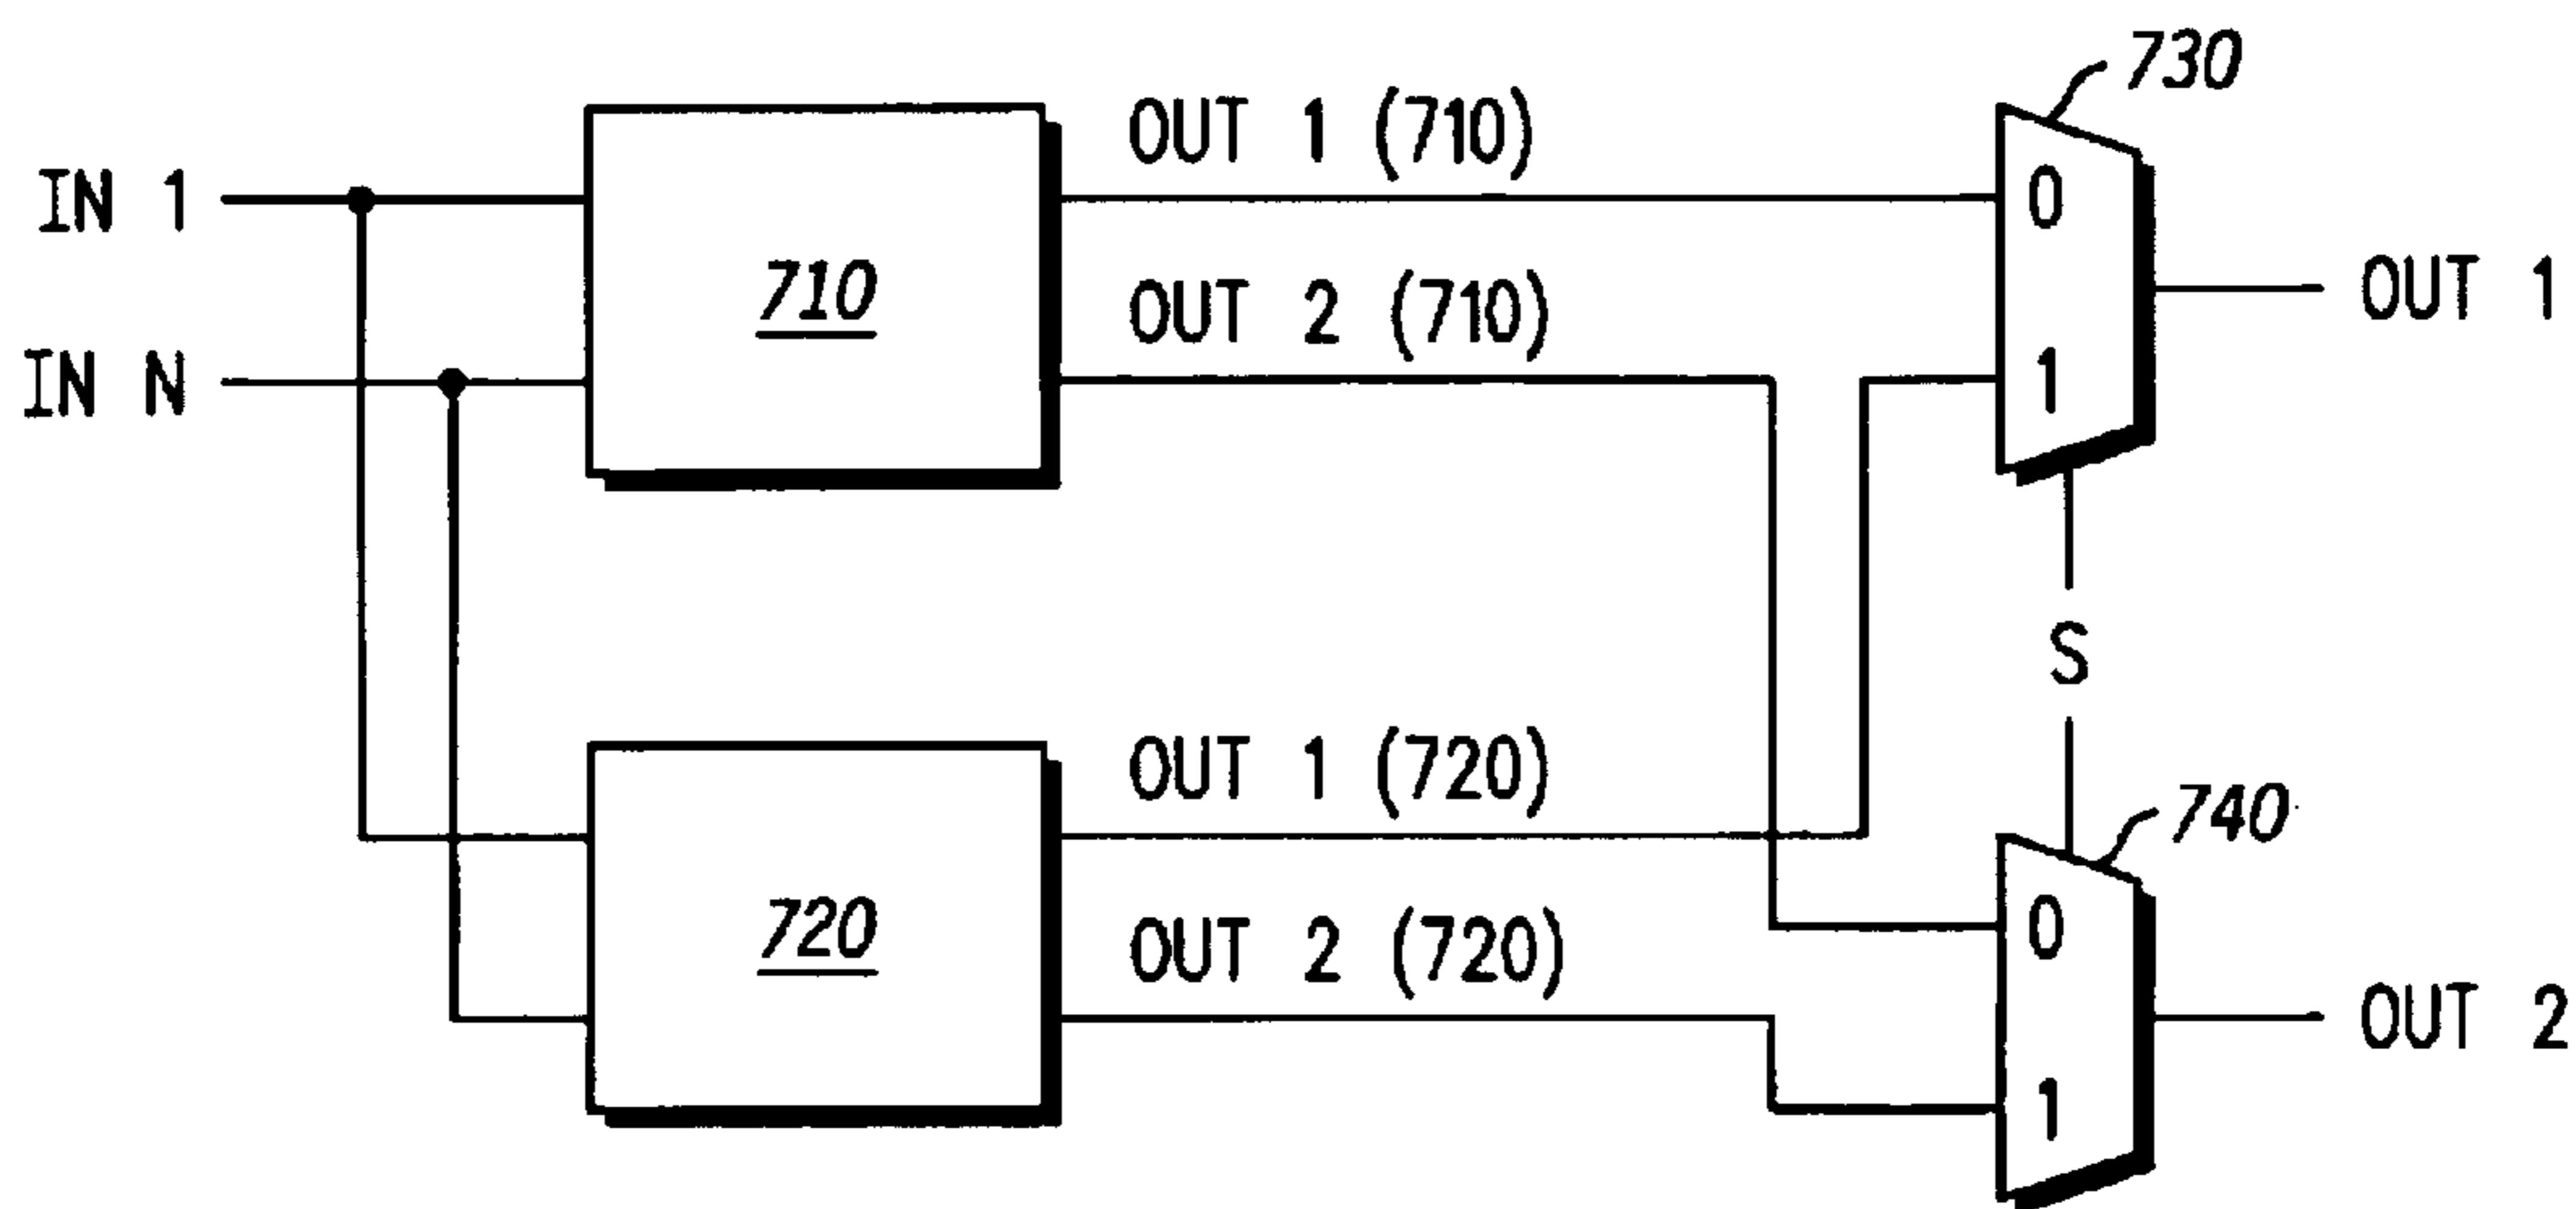 730
OUT 1 (710)
IN 1
0
710
OUT 2 (710)
OUT 1
IN N
1
S
OUT 1 (720)
740
720
OUT 2 (720)
0
OUT 2
1